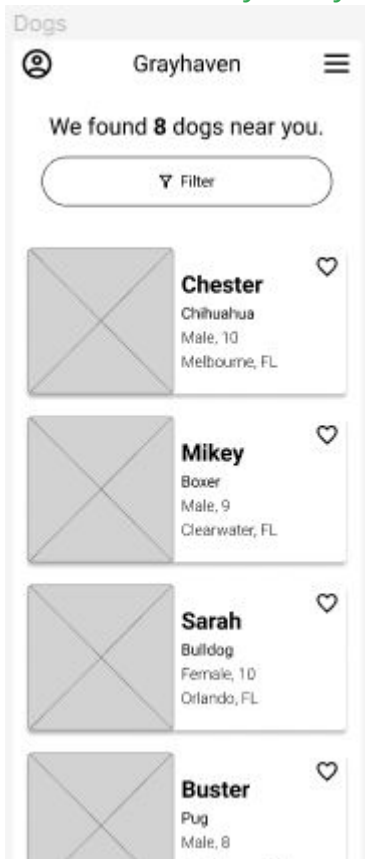 Dogs
Grayhaven
We found 8 dogs near you.
Filter
Chester
Chihuahua
Male, 10
Melbourne, FL
Mikey
Boxer
Male, 9
Clearwater, FL
Sarah
Bulldog
Female, 10
Orlando, FL
Buster
Pug
Male, 8